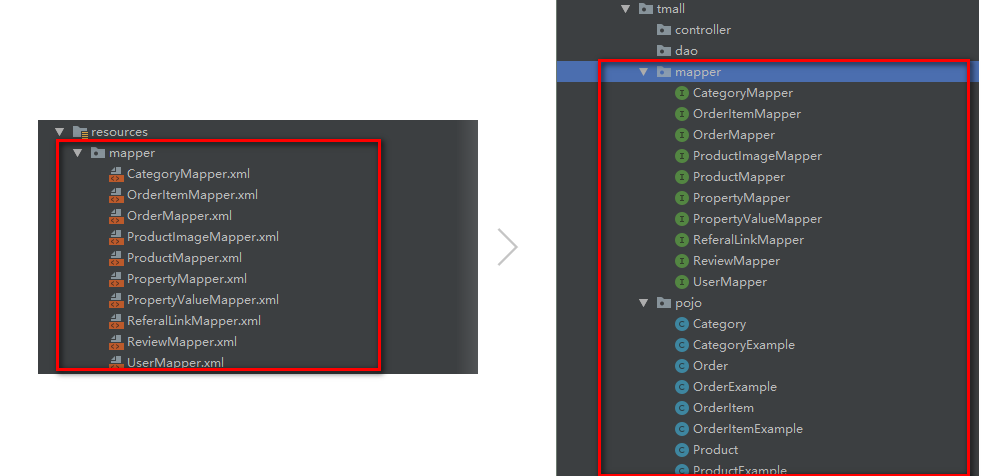 resources
mapper
CategoryMapper.xml
OrderItemMapper.xml
OrderMapper.xml
ProductImageMapper.xml
ProductMapper.xml
PropertyMapper.xml
PropertyValueMapper.xml
ReferalLinkMapper.xml
ReviewMapper.xml
UserMapper.xml
tmall
controller
dao
mapper
CategoryMapper
OrderItemMapper
OrderMapper
ProductImageMapper
ProductMapper
PropertyMapper
PropertyValueMapper
ReferalLinkMapper
ReviewMapper
UserMapper
pojo
Category
CategoryExample
Order
OrderExample
OrderItem
OrderItemExample
Product
ProductExample